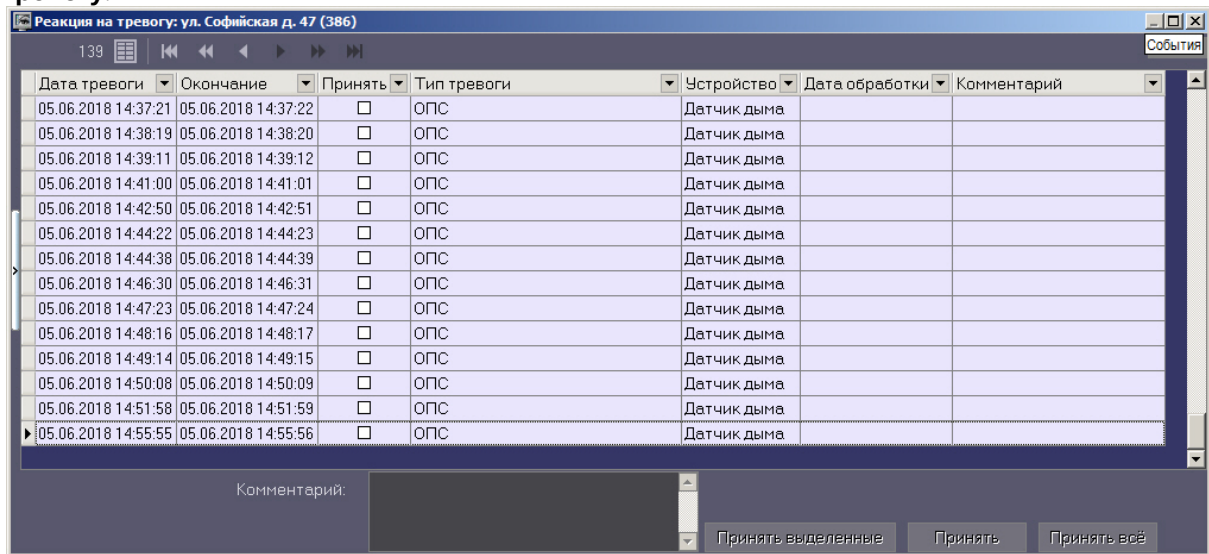 Реакция на тревогу: ул. Софийская д. 47 (386)
139
События
Дата тревоги Окончание Принять Тип тревоги Устройство Дата обработки Комментарий
05.06.2018 14:37:21 05.06.2018 14:37:22 ОПС Датчик дыма
05.06.2018 14:38:19 05.06.2018 14:38:20 ОПС Датчик дыма
05.06.2018 14:39:11 05.06.2018 14:39:12 ОПС Датчик дыма
05.06.2018 14:41:00 05.06.2018 14:41:01 ОПС Датчик дыма
05.06.2018 14:42:50 05.06.2018 14:42:51 ОПС Датчик дыма
05.06.2018 14:44:22 05.06.2018 14:44:23 ОПС Датчик дыма
05.06.2018 14:44:38 05.06.2018 14:44:39 ОПС Датчик дыма
05.06.2018 14:46:30 05.06.2018 14:46:31 ОПС Датчик дыма
05.06.2018 14:47:23 05.06.2018 14:47:24 ОПС Датчик дыма
05.06.2018 14:48:16 05.06.2018 14:48:17 ОПС Датчик дыма
05.06.2018 14:49:14 05.06.2018 14:49:15 ОПС Датчик дыма
05.06.2018 14:50:08 05.06.2018 14:50:09 ОПС Датчик дыма
05.06.2018 14:51:58 05.06.2018 14:51:59 ОПС Датчик дыма
05.06.2018 14:55:55 05.06.2018 14:55:56 ОПС Датчик дыма
Комментарий:
Принять выделенные Принять Принять всё